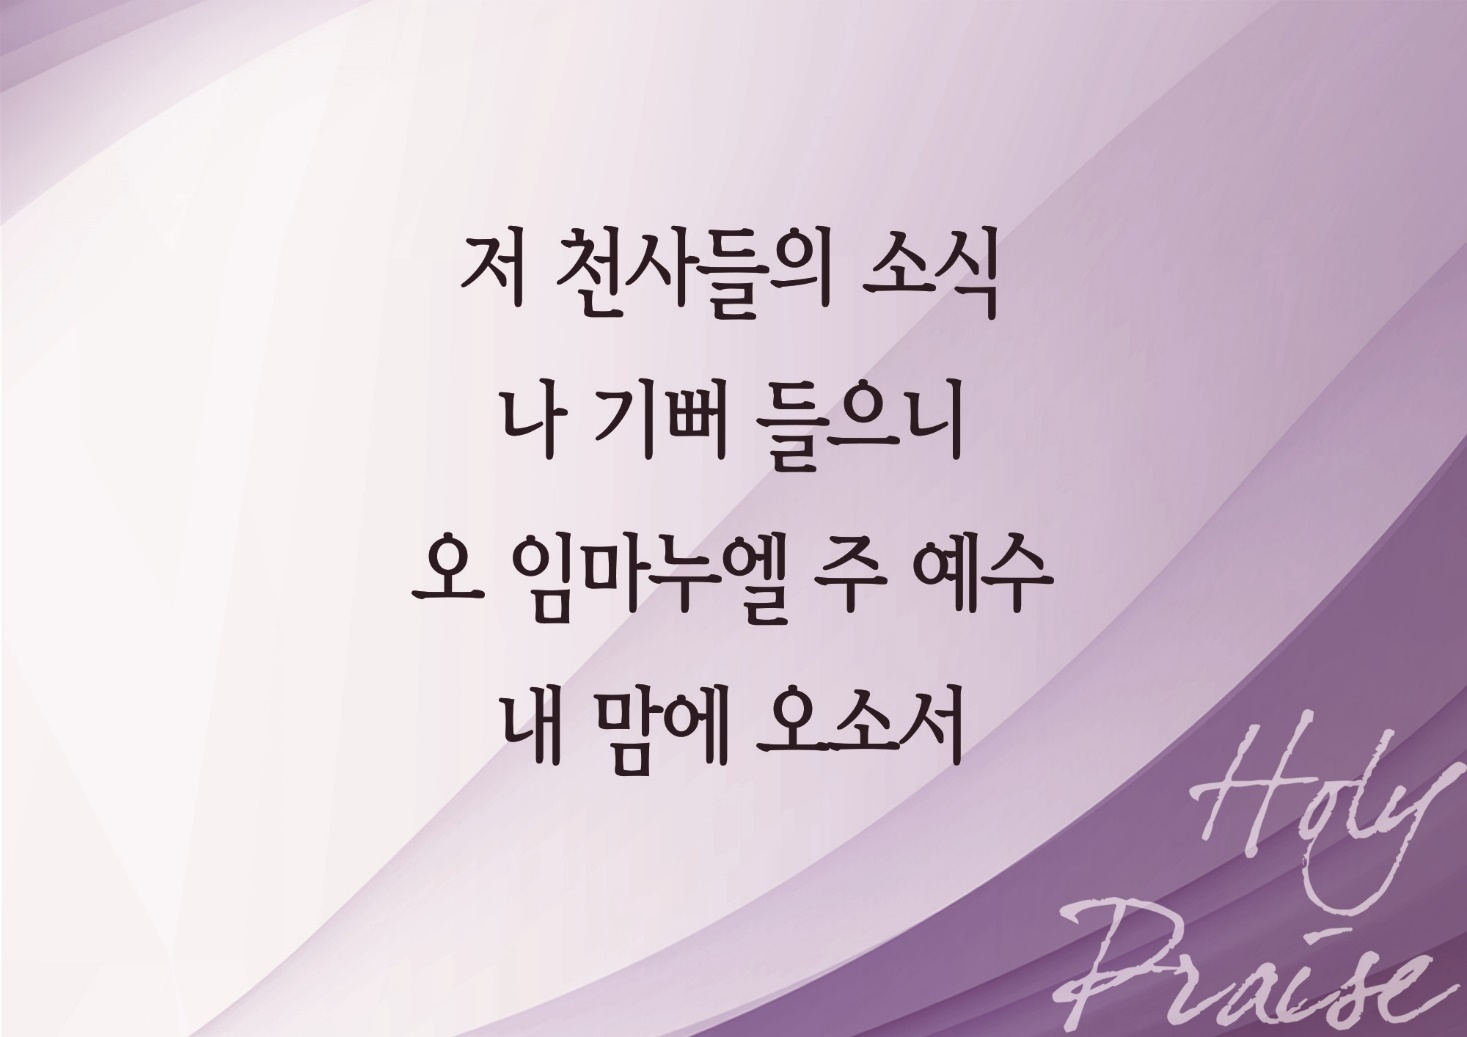 저 천사들의 소식
나 기뻐 들으니
오 임마누엘 주 예수
내 맘에 오소서
Holy
Praise